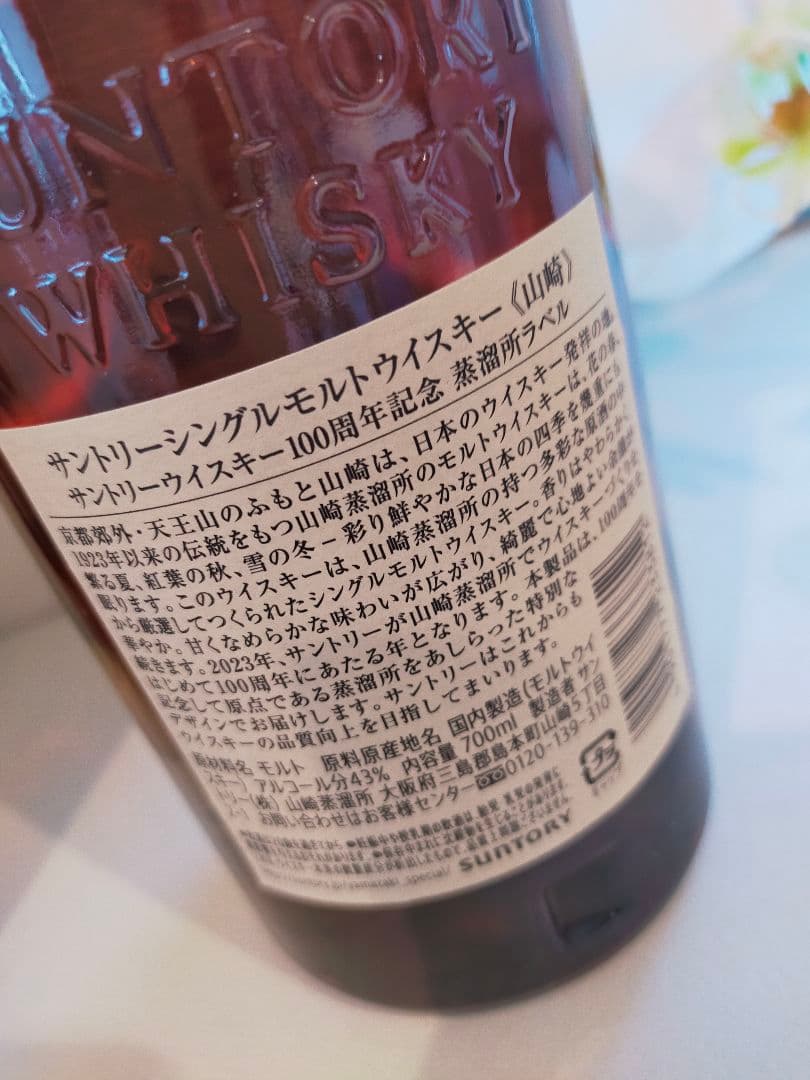 SUNTORY
WHISKY
サントリーシングルモルトウイスキー《山崎》
サントリーウイスキー100周年記念 蒸溜所ラベル
京都郊外・天王山のふもと山崎は、日本のウイスキー発祥の地。
1923年以来の伝統をもつ山崎蒸溜所のモルトウイスキーは、花の春、
繁る夏、紅葉の秋、雪の冬－彩り鮮やかな日本の四季を幾重にも
眠ります。このウイスキーは、山崎蒸溜所の持つ多彩な原酒の中
から厳選してつくられたシングルモルトウイスキー。香りはやわらかく
華やか。甘くなめらかな味わいが広がり、綺麗で心地よい余韻が
続きます。2023年、サントリーが山崎蒸溜所でウイスキーづくりを
はじめて100周年にあたる年となります。本製品は、100周年を
記念して原点である蒸溜所をあしらった特別な
デザインでお届けします。サントリーはこれからも
ウイスキーの品質向上を目指してまいります。
原材料名 モルト 原料原産地名 国内製造(モルトウイ
スキー) アルコール分43% 内容量 700ml 製造者 サン
トリー(株) 山崎蒸溜所 大阪府三島郡島本町山崎5丁目
お問い合わせはお客様センター 0120-139-310
SUNTORY
プラ
キャップ